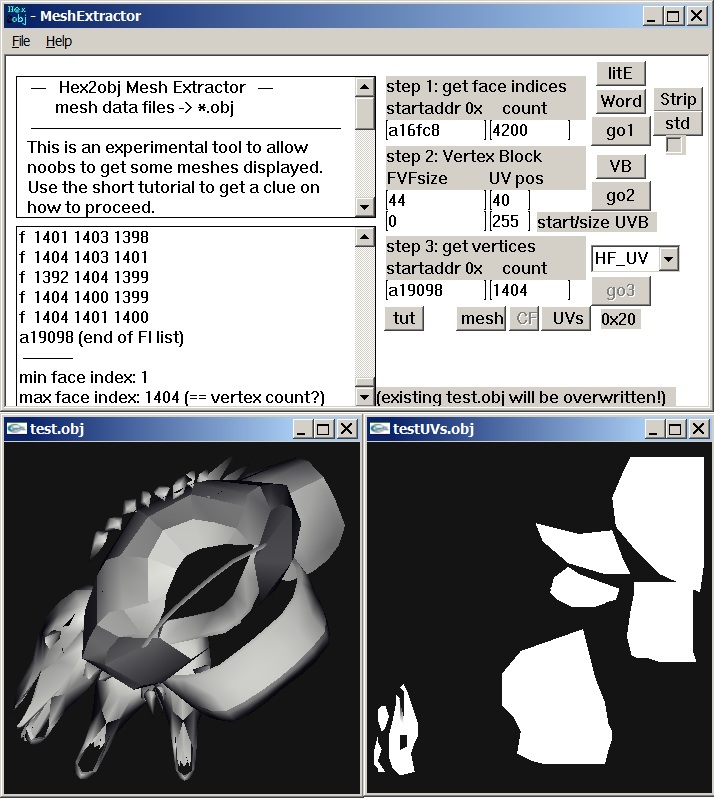 Hex obj - MeshExtractor
File Help
— Hex2obj Mesh Extractor —
mesh data files -> *.obj
This is an experimental tool to allow
noobs to get some meshes displayed.
Use the short tutorial to get a clue on
how to proceed.
f 1401 1403 1398
f 1404 1403 1401
f 1392 1404 1399
f 1404 1400 1399
f 1404 1401 1400
a19098 (end of FI list)
min face index: 1
max face index: 1404 (== vertex count?)
step 1: get face indices
startaddr 0x count
a16fc8 4200
litE
Word
go1
Strip
std
step 2: Vertex Block
FVFsize UV pos
44 40
0 255 start/size UVB
VB
go2
step 3: get vertices
startaddr 0x count
a19098 1404
HF_UV
go3
tut mesh CF UVs 0x20
(existing test.obj will be overwritten!)
test.obj
testUVs.obj